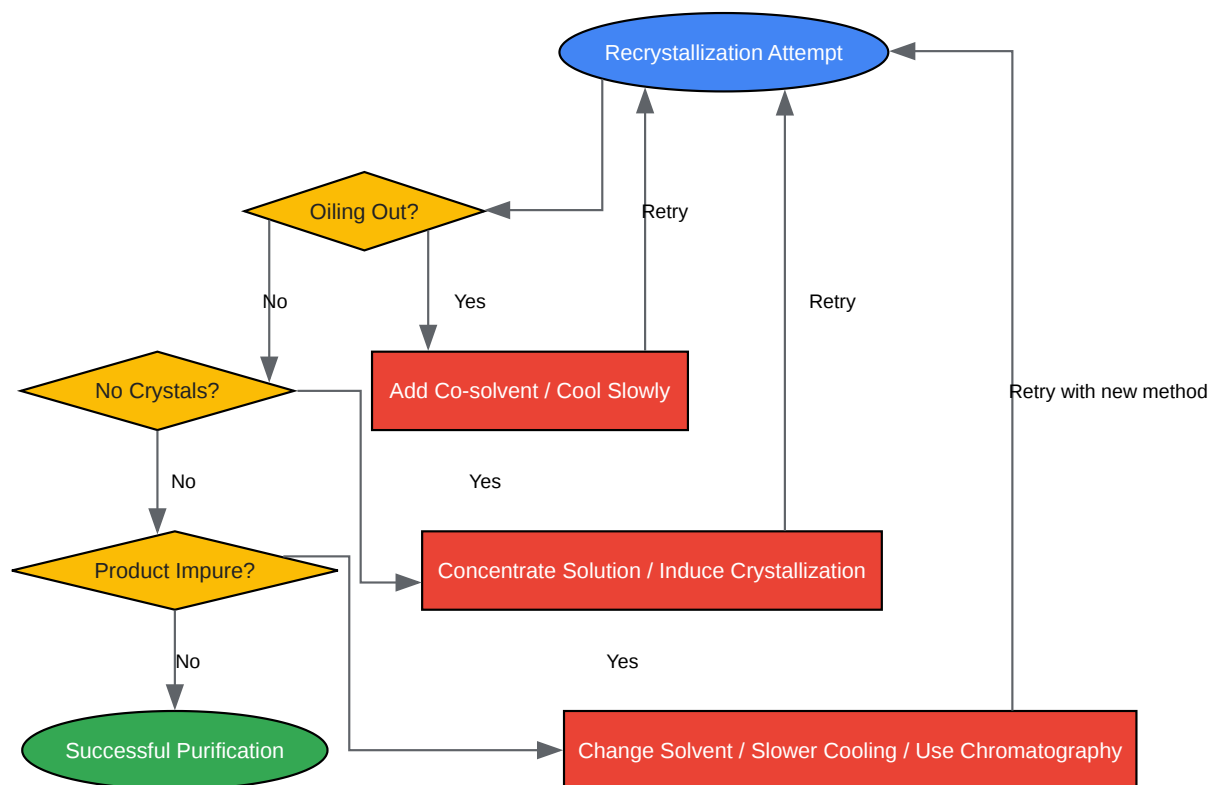 Recrystallization Attempt
Oiling Out?
Retry
No
Yes
Retry
No Crystals?
Add Co-solvent / Cool Slowly
Retry with new method
No
Yes
Product Impure?
Concentrate Solution / Induce Crystallization
No
Yes
Successful Purification
Change Solvent / Slower Cooling / Use Chromatography